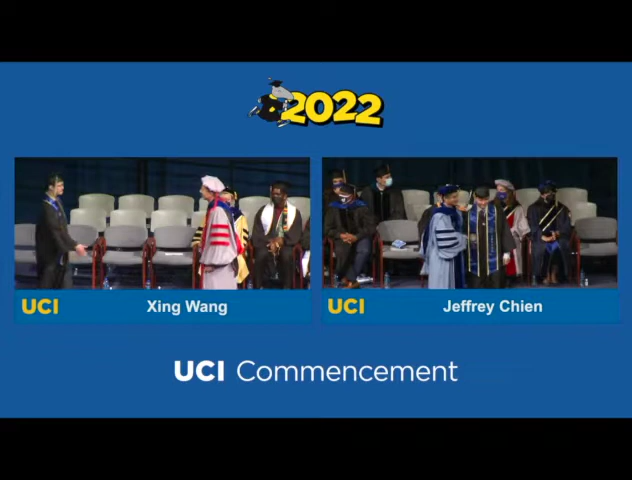 2022
UCI Xing Wang
UCI Jeffrey Chien
UCI Commencement